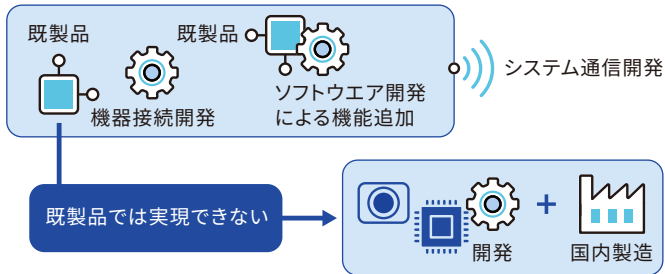 既製品
機器接続開発
既製品
ソフトウエア開発
による機能追加
システム通信開発
既製品では実現できない
開発
+
国内製造